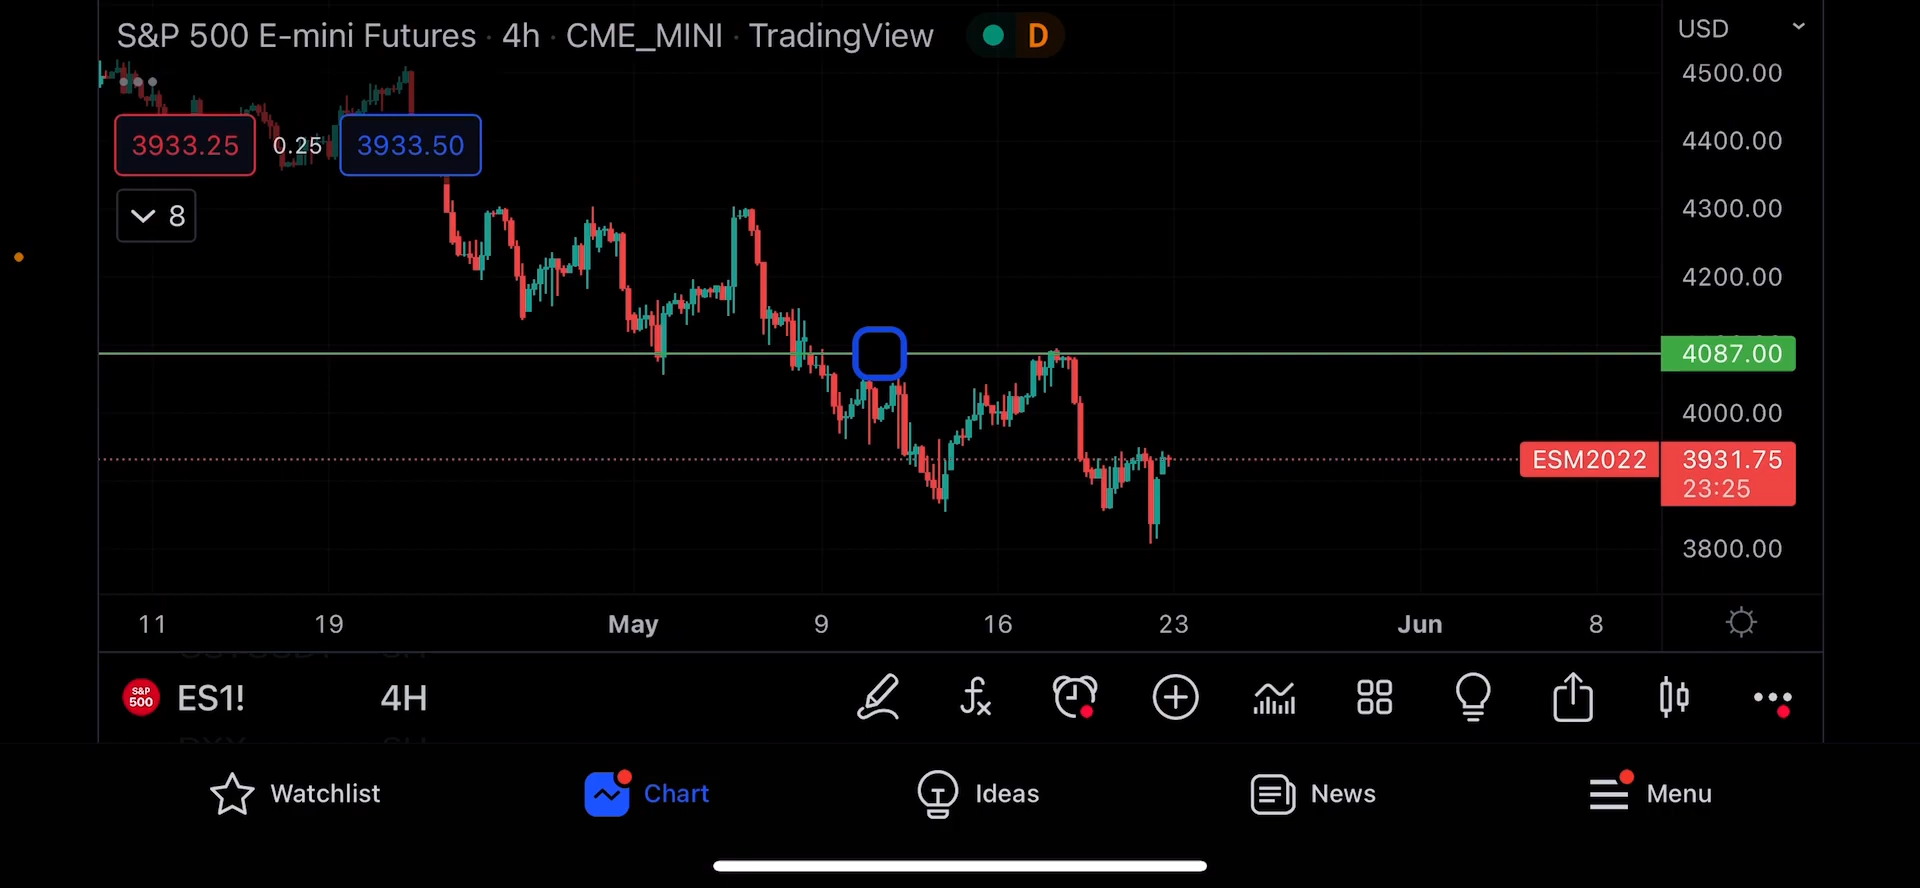 S&P 500 E-mini Futures · 4h · CME_MINI · TradingView D
USD
4500.00
3933.25 0.25 3933.50
4400.00
8
4300.00
4200.00
4087.00
4000.00
ESM2022 3931.75
23:25
3800.00
11 19 May 9 16 23 Jun 8
S&P 500 ES1! 4H
Watchlist Chart Ideas News Menu